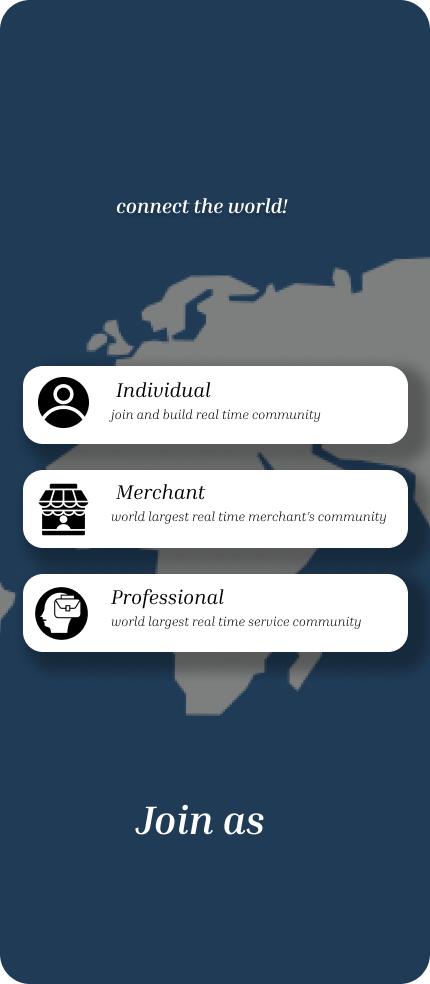 connect the world!
Individual
join and build real time community
Merchant
world largest real time merchant's community
Professional
world largest real time service community
Join as